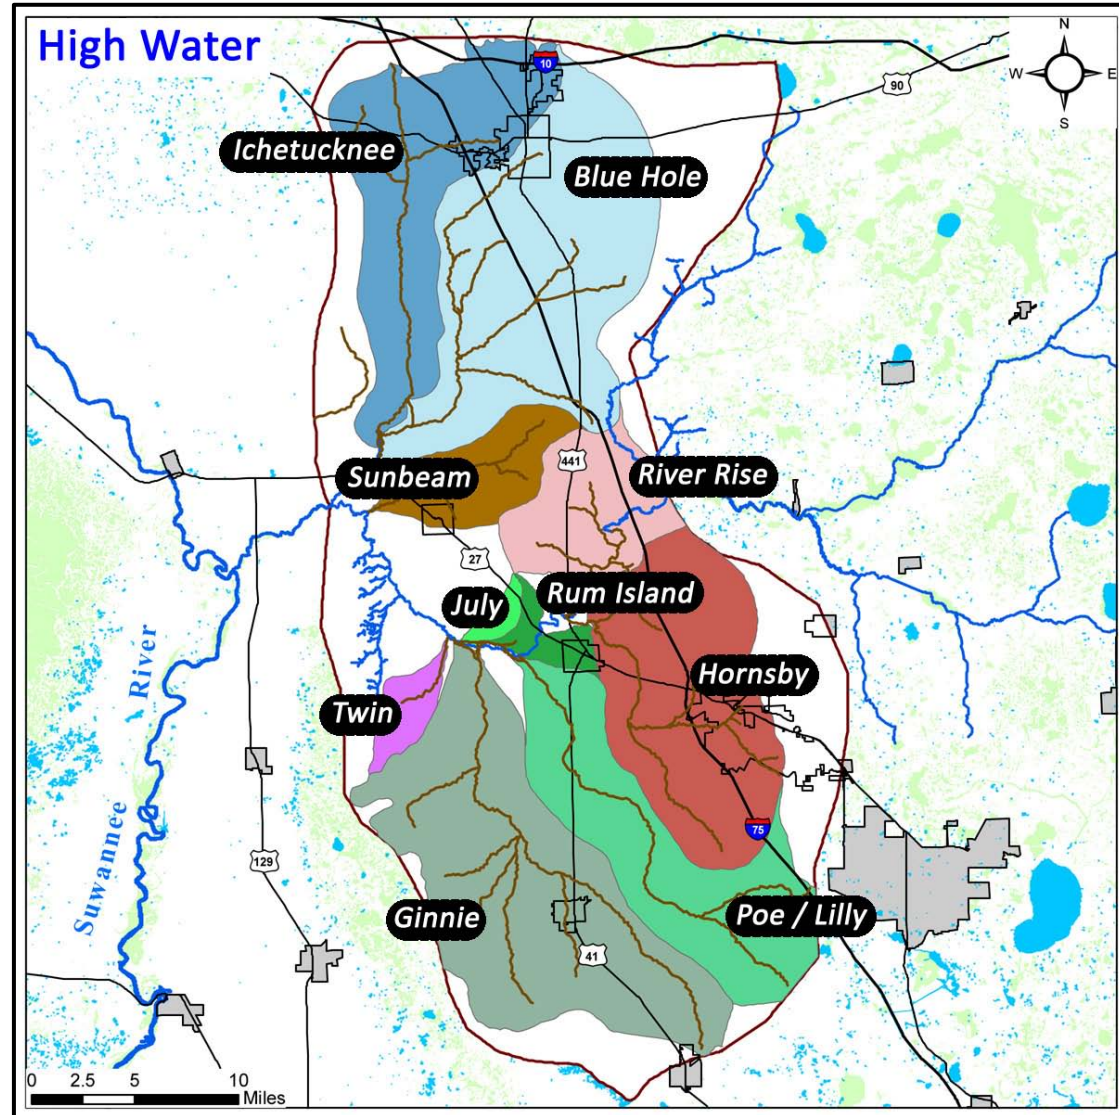 High Water
N
W E
S
10
90
Ichetucknee
Blue Hole
441
Sunbeam
River Rise
27
July
Rum Island
Hornsby
Twin
Suwannee River
75
129
Ginnie
Poe / Lilly
41
0 2.5 5 10
Miles